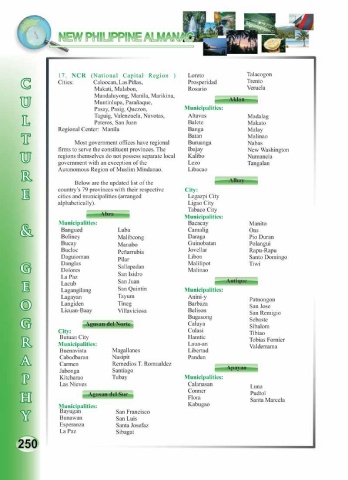 NEW PHILIPPINE ALMANAC
CULTURE & GEOGRAPHY
17. NCR (National Capital Region)
Cities: Caloocan, Las Piñas,
Makati, Malabon,
Mandaluyong, Manila, Marikina,
Muntinlupa, Parañaque,
Pasay, Pasig, Quezon,
Taguig, Valenzuela, Navotas,
Pateros, San Juan
Regional Center: Manila
Most government offices have regional
firms to serve the constituent provinces. The
regions themselves do not possess separate local
government with an exception of the
Autonomous Region of Muslim Mindanao.
Below are the updated list of the
country's 79 provinces with their respective
cities and municipalities (arranged
alphabetically).
Abra
Municipalities:
Bangued Luba
Boliney Malibcong
Bucay Manabo
Bucloc Peñarrubia
Daguioman Pilar
Danglas Sallapadan
Dolores San Isidro
La Paz San Juan
Lacub San Quintin
Lagangilang Tayum
Lagayan Tineg
Langiden Villaviciosa
Licuan-Baay
Agusan del Norte
City:
Butuan City
Municipalities:
Buenavista Magallanes
Cabadbaran Nasipit
Carmen Remedios T. Romualdez
Jabonga Santiago
Kitcharao Tubay
Las Nieves
Agusan del Sur
Municipalities:
Bayugan San Francisco
Bunawan San Luis
Esperanza Santa Josefa
La Paz Sibagat
Loreto Talacogon
Prosperidad Trento
Rosario Veruela
Aklan
Municipalities:
Altavas Madalag
Balete Makato
Banga Malay
Batan Malinao
Buruanga Nabas
Ibajay New Washington
Kalibo Numancia
Lezo Tangalan
Libacao
Albay
City:
Legazpi City
Ligao City
Tabaco City
Municipalities:
Bacacay Manito
Camalig Oas
Daraga Pio Duran
Guinobatan Polangui
Jovellar Rapu-Rapu
Libon Santo Domingo
Malilipot Tiwi
Malinao
Antique
Municipalities:
Anini-y Patnongon
Barbaza San Jose
Belison San Remigio
Bugasong Sebaste
Caluya Sibalom
Culasi Tibiao
Hamtic Tobias Fornier
Laua-an Valderrama
Libertad
Pandan
Apayao
Municipalities:
Calanasan Luna
Conner Pudtol
Flora Santa Marcela
Kabugao
250